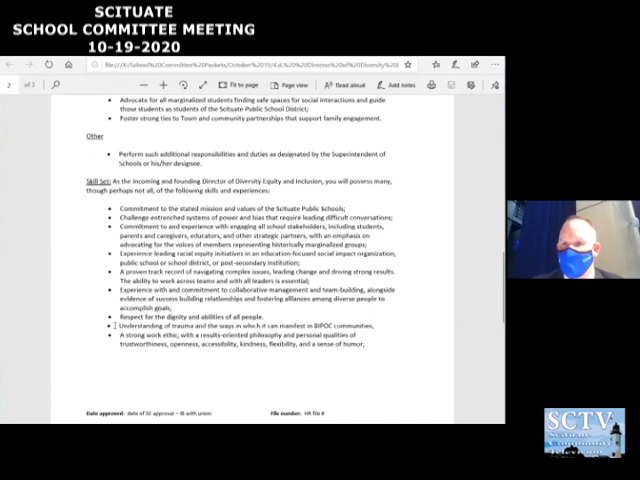 SCITUATE
SCHOOL COMMITTEE MEETING
10-19-2020
2 of 3
Fit to page
Page view
Read aloud
Add notes
• Advocate for all marginalized students finding safe spaces for social interactions and guide
those students as students of the Scituate Public School District;
• Foster strong ties to Town and community partnerships that support family engagement.
Other
• Perform such additional responsibilities and duties as designated by the Superintendent of
Schools or his/her designee.
Skill Set: As the incoming and founding Director of Diversity Equity and Inclusion, you will possess many,
though perhaps not all, of the following skills and experiences:
• Commitment to the stated mission and values of the Scituate Public Schools;
• Challenge entrenched systems of power and bias that require leading difficult conversations;
• Commitment to and experience with engaging all school stakeholders, including students,
parents and caregivers, educators, and other strategic partners, with an emphasis on
advocating for the voices of members representing historically marginalized groups;
• Experience leading racial equity initiatives in an education-focused social impact organization,
public school or school district, or post-secondary institution;
• A proven track record of navigating complex issues, leading change and driving strong results.
The ability to work across teams and with all leaders is essential;
• Experience with and commitment to collaborative management and team-building, alongside
evidence of success building relationships and fostering alliances among diverse people to
accomplish goals,
• Respect for the dignity and abilities of all people.
• Understanding of trauma and the ways in which it can manifest in BIPOC communities,
• A strong work ethic, with a results-oriented philosophy and personal qualities of
trustworthiness, openness, accessibility, kindness, flexibility, and a sense of humor;
Date approved: date of SC approval – IB with union
File number: HR file #
SCTV
Scituate
Community
Television